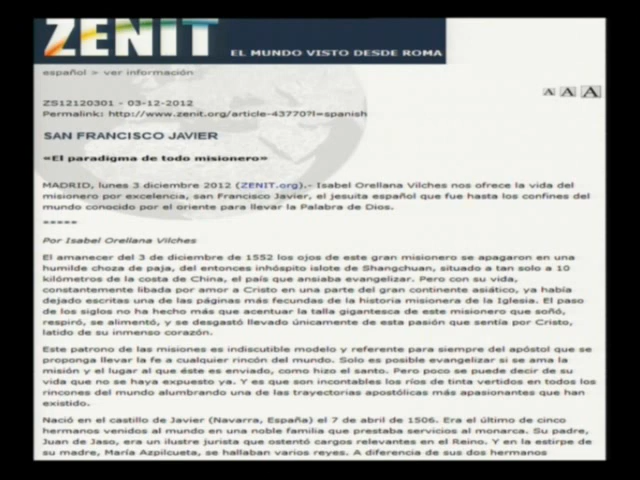 ZENIT
EL MUNDO VISTO DESDE ROMA
español > ver información
A A A
ZS12120301 - 03-12-2012
Permalink: http://www.zenit.org/article-43770?l=spanish
SAN FRANCISCO JAVIER
«El paradigma de todo misionero»
MADRID, lunes 3 diciembre 2012 (ZENIT.org).- Isabel Orellana Vilches nos ofrece la vida del
misionero por excelencia, san Francisco Javier, el jesuita español que fue hasta los confines del
mundo conocido por el oriente para llevar la Palabra de Dios.
*****
Por Isabel Orellana Vilches
El amanecer del 3 de diciembre de 1552 los ojos de este gran misionero se apagaron en una
humilde choza de paja, del entonces inhóspito islote de Shangchuan, situado a tan solo a 10
kilómetros de la costa de China, el país que ansiaba evangelizar. Pero con su vida,
constantemente libada por amor a Cristo en una parte del gran continente asiático, ya había
dejado escritas una de las páginas más fecundas de la historia misionera de la Iglesia. El paso
de los siglos no ha hecho más que acentuar la talla gigantesca de este misionero que soñó,
respiró, se alimentó, y se desgastó llevado únicamente de esta pasión que sentía por Cristo,
latido de su inmenso corazón.
Este patrono de las misiones es indiscutible modelo y referente para siempre del apóstol que se
proponga llevar la fe a cualquier rincón del mundo. Solo es posible evangelizar si se ama la
misión y el lugar al que éste es enviado, como hizo el santo. Pero poco se puede decir de su
vida que no se haya expuesto ya. Y es que son incontables los ríos de tinta vertidos en todos los
rincones del mundo alumbrando una de las trayectorias apostólicas más apasionantes que han
existido.
Nació en el castillo de Javier (Navarra, España) el 7 de abril de 1506. Era el último de cinco
hermanos venidos al mundo en una noble familia que prestaba servicios al monarca. Su padre,
Juan de Jaso, era un ilustre jurista que ostentó cargos relevantes en el Reino. Y en la estirpe de
su madre, María Azpilcueta, se hallaban varios reyes. A diferencia de sus dos hermanos